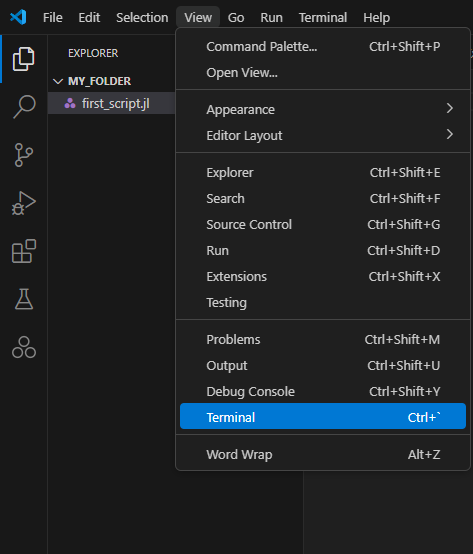 File Edit Selection View Go Run Terminal Help
EXPLORER
MY_FOLDER
first_script.jl
Command Palette... Ctrl+Shift+P
Open View...
Appearance
Editor Layout
Explorer Ctrl+Shift+E
Search Ctrl+Shift+F
Source Control Ctrl+Shift+G
Run Ctrl+Shift+D
Extensions Ctrl+Shift+X
Testing
Problems Ctrl+Shift+M
Output Ctrl+Shift+U
Debug Console Ctrl+Shift+Y
Terminal Ctrl+`
Word Wrap Alt+Z